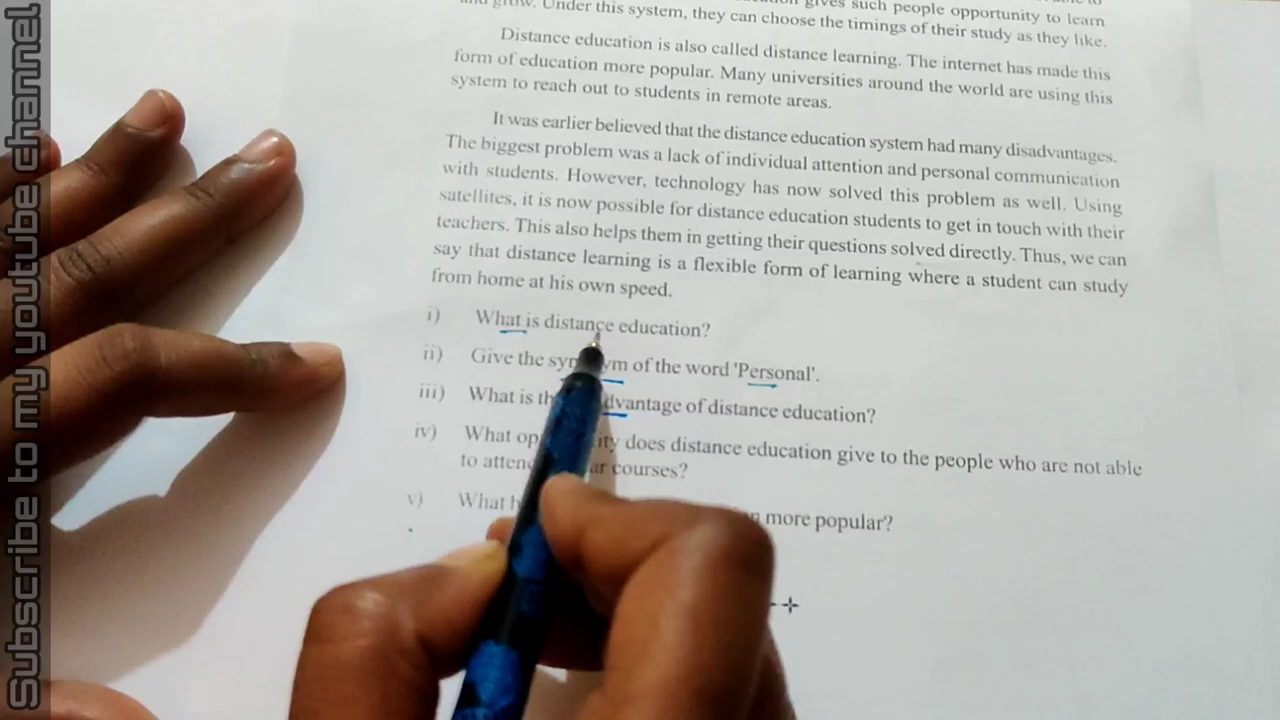 gives such people opportunity to learn
and grow. Under this system, they can choose the timings of their study as they like.
Distance education is also called distance learning. The internet has made this
form of education more popular. Many universities around the world are using this
system to reach out to students in remote areas.
It was earlier believed that the distance education system had many disadvantages.
The biggest problem was a lack of individual attention and personal communication
with students. However, technology has now solved this problem as well. Using
satellites, it is now possible for distance education students to get in touch with their
teachers. This also helps them in getting their questions solved directly. Thus, we can
say that distance learning is a flexible form of learning where a student can study
from home at his own speed.
i) What is distance education?
ii) Give the of the word 'Personal'.
iii) What is of distance education?
iv) What does distance education give to the people who are not able
to courses?
v) What more popular?
Subscribe to my youtube channel